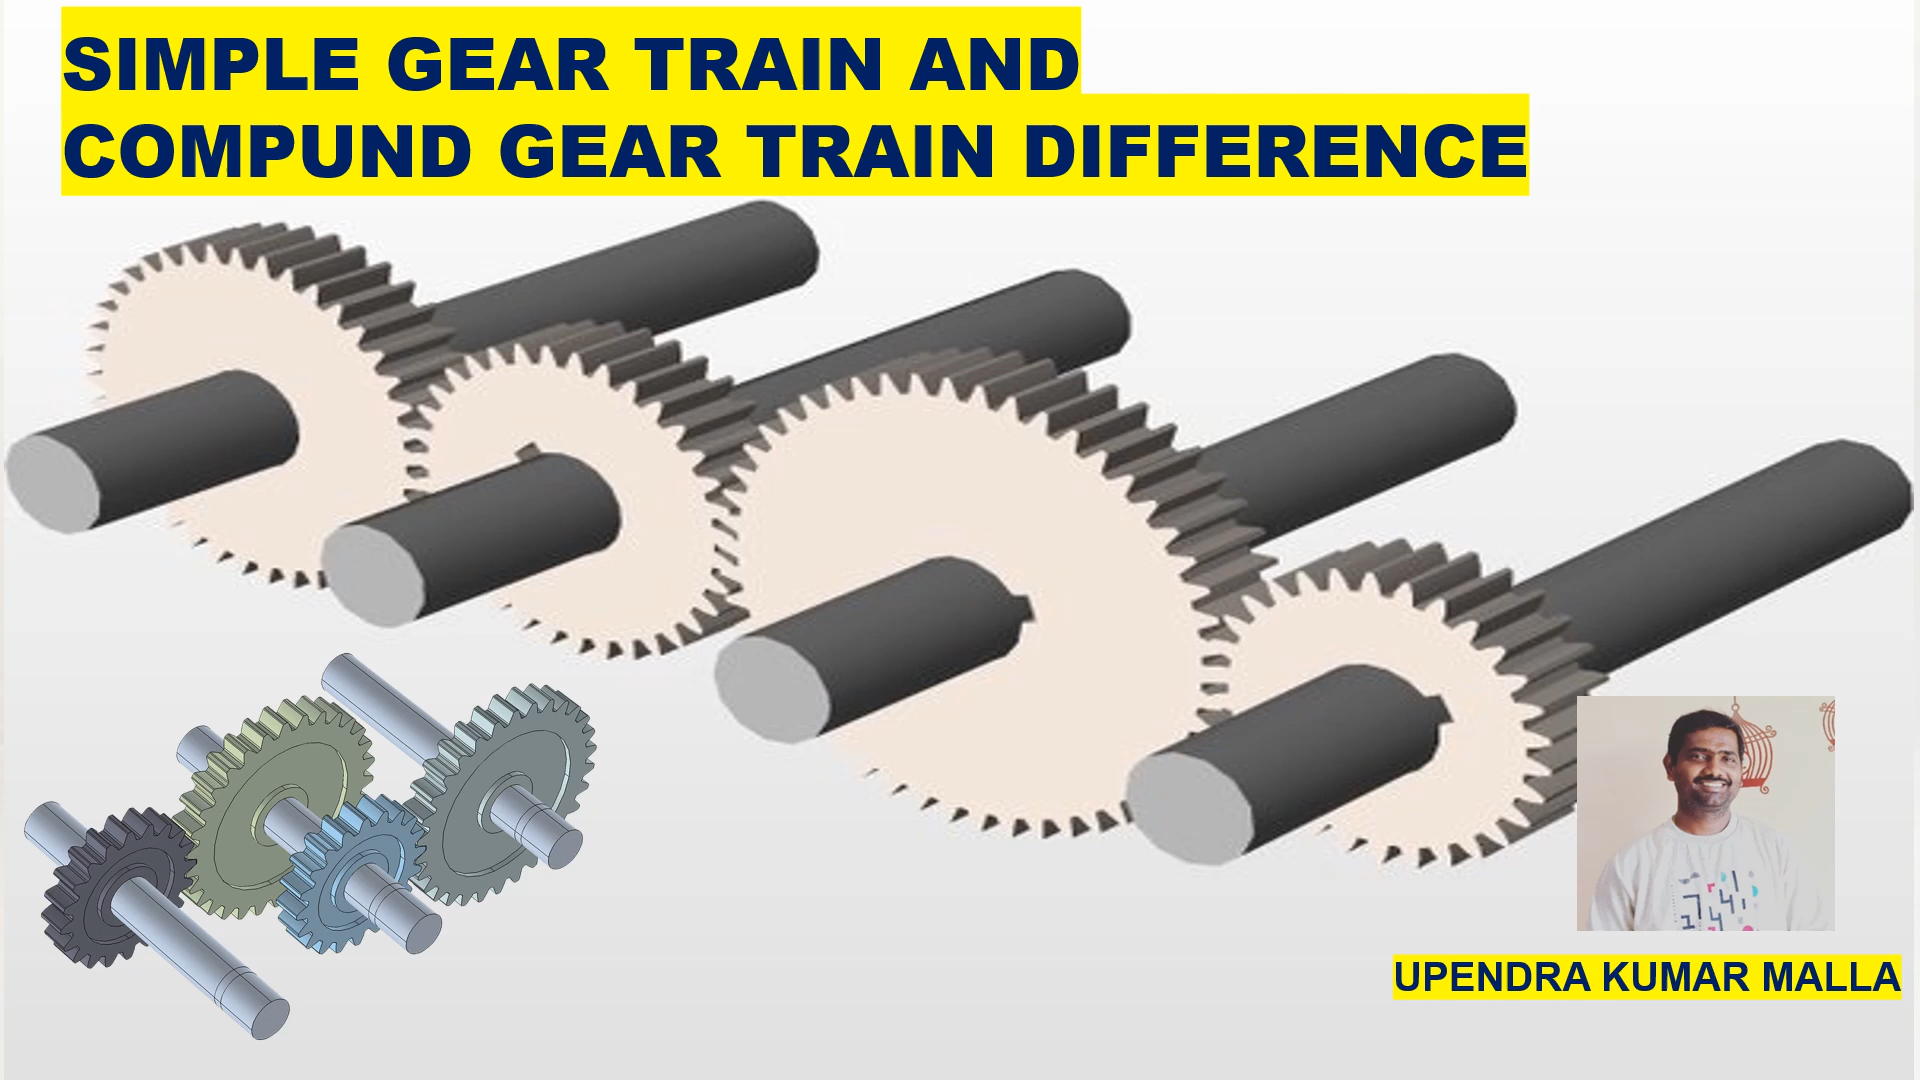 SIMPLE GEAR TRAIN AND
COMPUND GEAR TRAIN DIFFERENCE
UPENDRA KUMAR MALLA